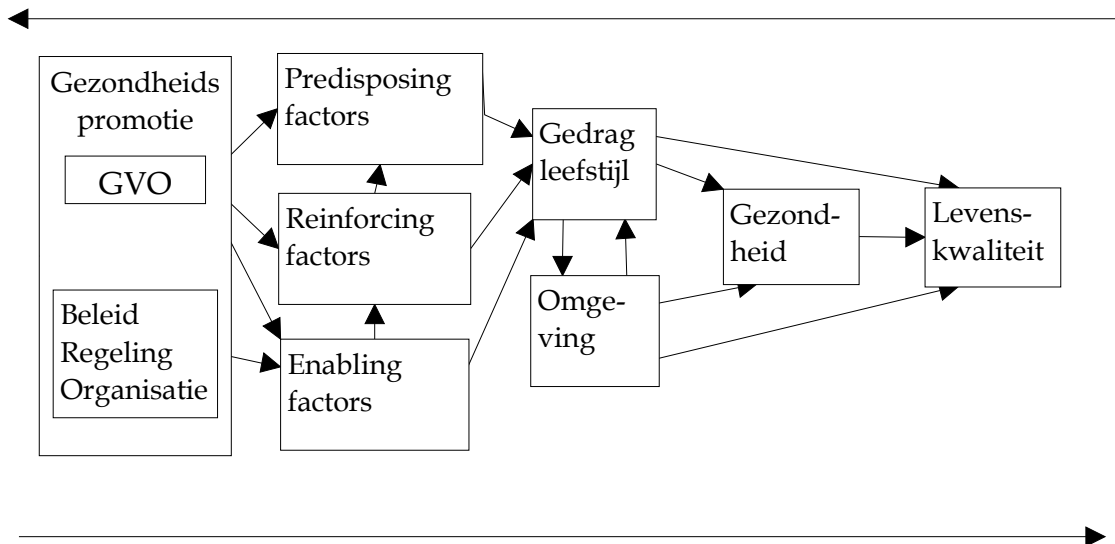 Gezondheids
promotie
GVO
Beleid
Regeling
Organisatie
Predisposing
factors
Reinforcing
factors
Enabling
factors
Gedrag
leefstijl
Omge-
ving
Gezond-
heid
Levens-
kwaliteit